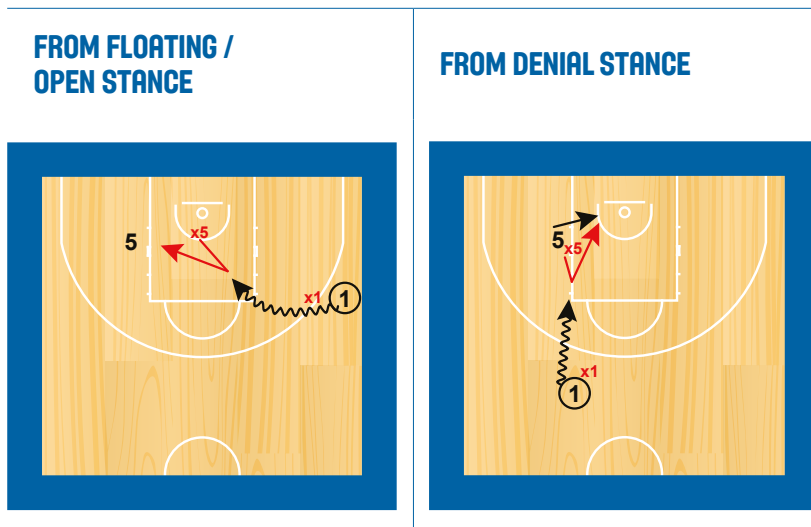 FROM FLOATING /
OPEN STANCE
x5
5
x1
1
FROM DENIAL STANCE
5
x5
x1
1